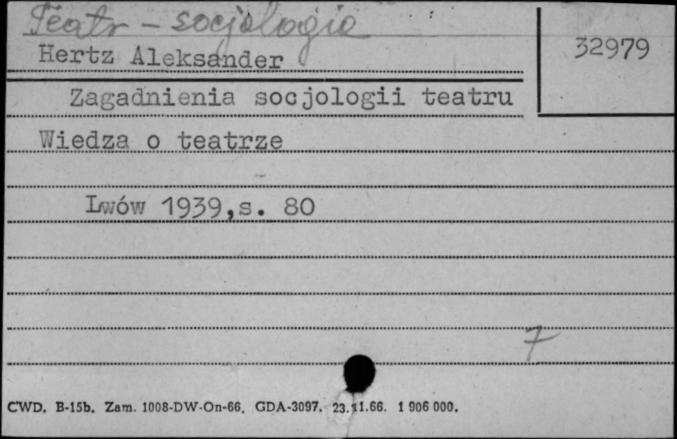 Teatr - socjologia
Hertz Aleksander
32979
Zagadnienia socjologii teatru
Wiedza o teatrze
Lwów 1939,s. 80
7
CWD. B-15b. Zam. 1008-DW-On-66. GDA-3097. 23.11.66. 1 906 000.